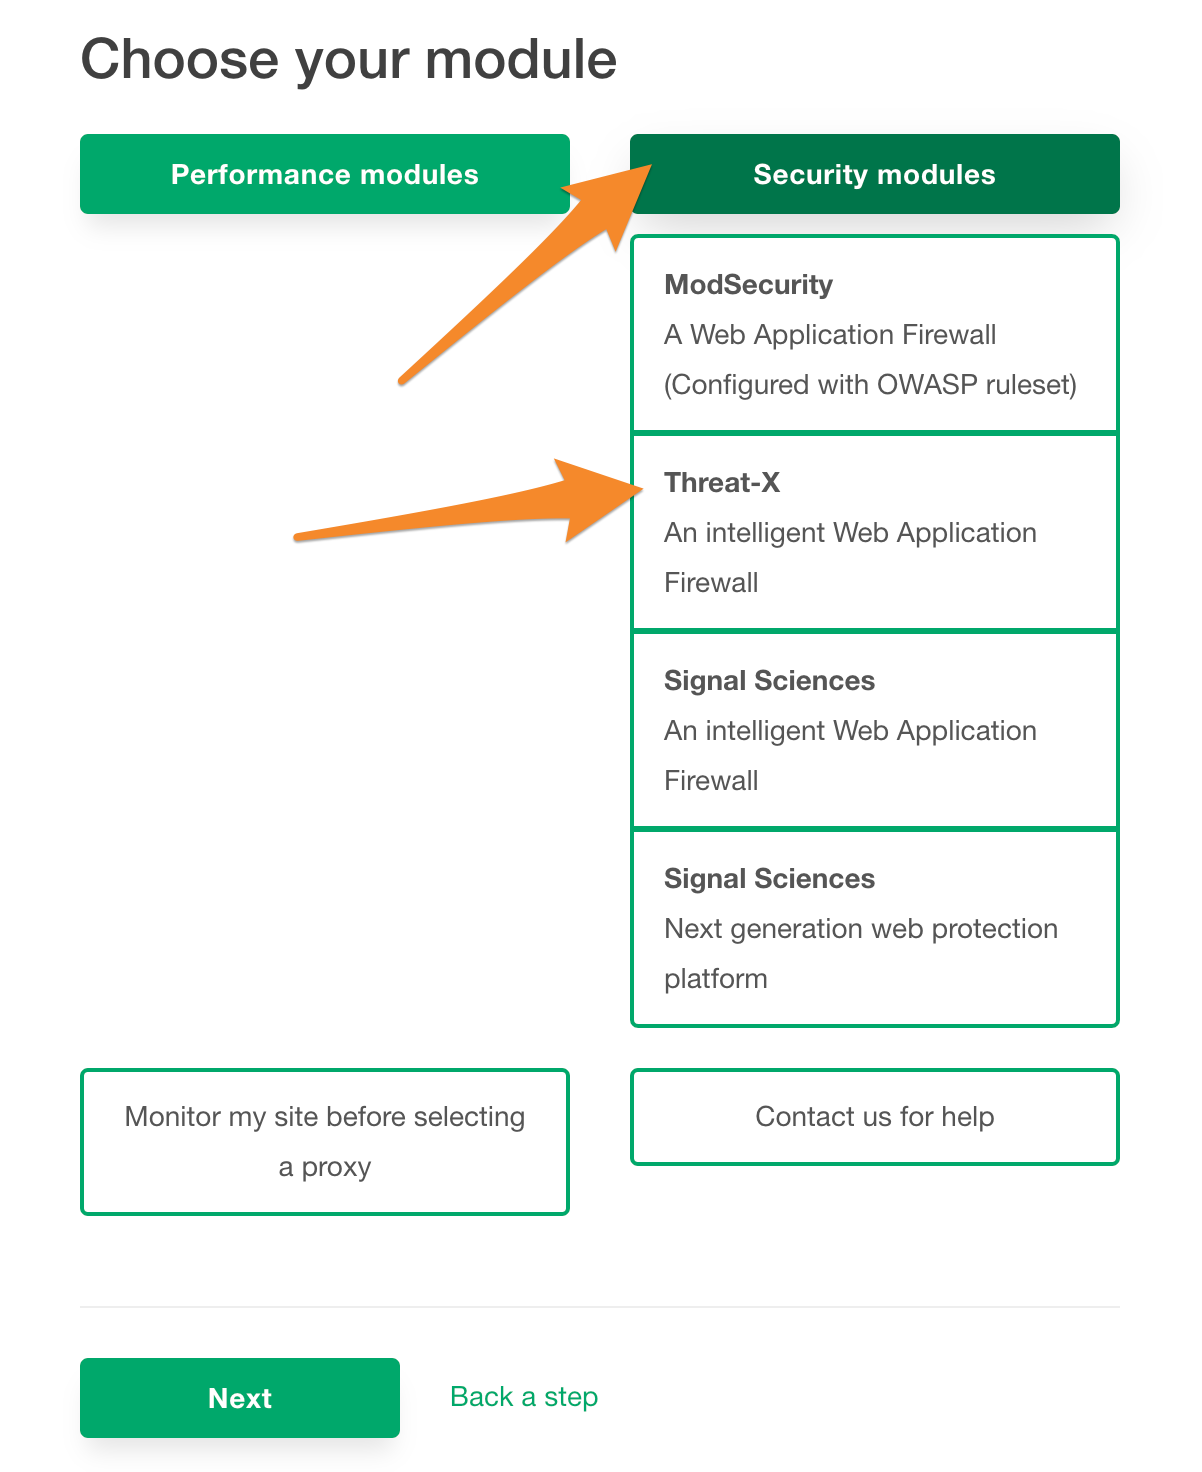 Choose your module
Performance modules
Security modules
ModSecurity
A Web Application Firewall
(Configured with OWASP ruleset)
Threat-X
An intelligent Web Application
Firewall
Signal Sciences
An intelligent Web Application
Firewall
Signal Sciences
Next generation web protection
platform
Monitor my site before selecting
a proxy
Contact us for help
Next
Back a step